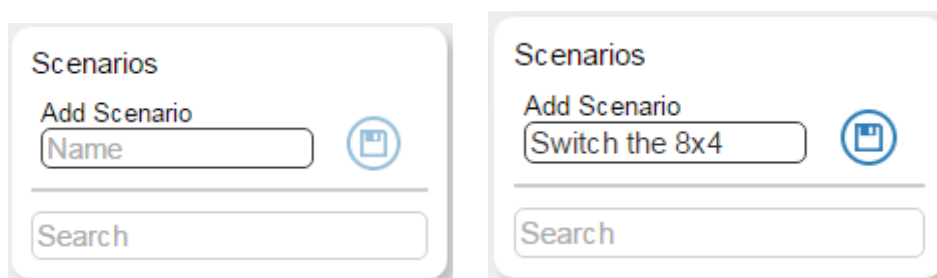 Scenarios
Add Scenario
Name
Search
Scenarios
Add Scenario
Switch the 8x4
Search